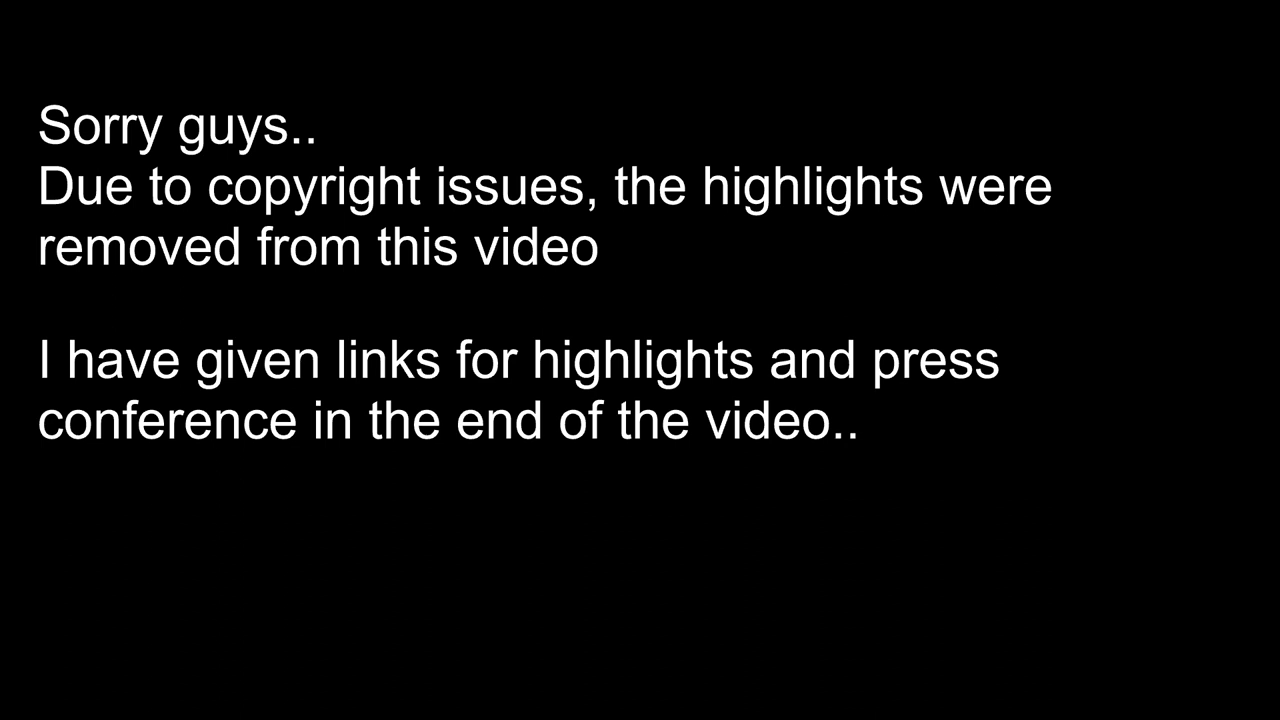 Sorry guys..
Due to copyright issues, the highlights were
removed from this video
I have given links for highlights and press
conference in the end of the video..